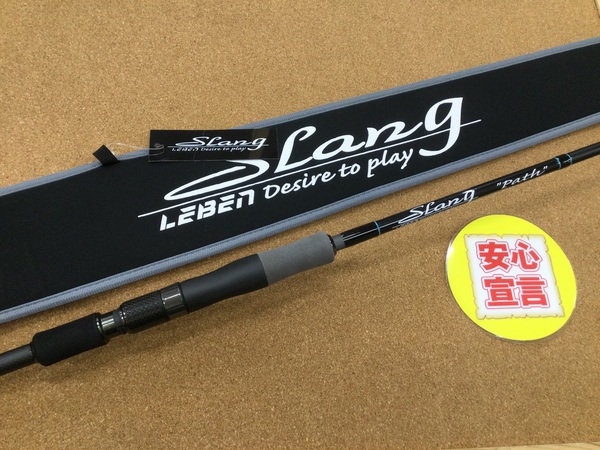 Slang
LEBEN Desire to play
Slang
LEBEN Desire to play
Slang "Path"
安心
宣言